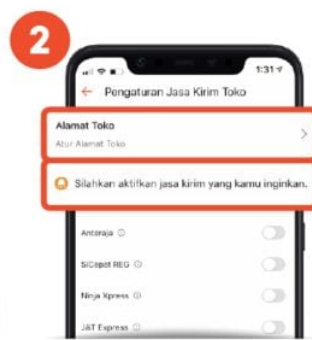 2
1:31
Pengaturan Jasa Kirim Toko
Alamat Toko
Atur Alamat Toko
Silahkan aktifkan jasa kirim yang kamu inginkan.
Anteraja
SiCepat REG
Ninja Xpress
J&T Express